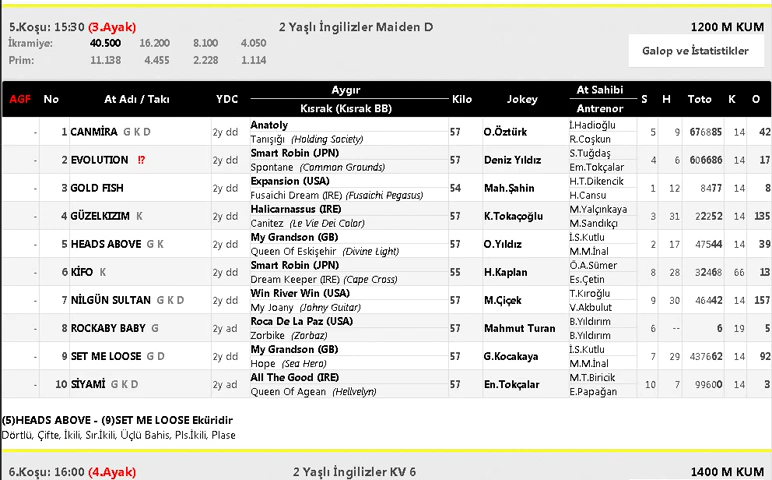 5.Koşu: 15:30 (3.Ayak) 2 Yaşlı İngilizler Maiden D 1200 M KUM
İkramiye: 40.500 16.200 8.100 4.050
Prim: 11.138 4.455 2.228 1.114
Galop ve İstatistikler
AGF No At Adı / Takı YDC Aygır Kilo Jokey At Sahibi S H Toto K O
Kısrak (Kısrak BB) Antrenor
- 1 CANMİRA G K D 2y dd Anatoly 57 O.Öztürk İ.Hadioğlu 5 9 676885 14 42
Tanışığı (Holding Society) R.Coşkun
- 2 EVOLUTION !? 2y dd Smart Robin (JPN) 57 Deniz Yıldız S.Tuğdaş 4 6 606686 14 17
Spontane (Common Grounds) Em.Tokçalar
- 3 GOLD FISH 2y dd Expansion (USA) 54 Mah.Şahin H.T.Dikencik 1 12 8477 14 8
Fusaichi Dream (IRE) (Fusaichi Pegasus) H.Cansu
- 4 GÜZELKIZIM K 2y dd Halicarnassus (IRE) 57 K.Tokaçoğlu M.Yalçınkaya 3 31 22252 14 135
Canitez (Le Vie Dei Colori) M.Sandıkçı
- 5 HEADS ABOVE G K 2y dd My Grandson (GB) 57 O.Yıldız İ.S.Kutlu 2 17 47544 14 39
Queen Of Eskişehir (Divine Light) M.M.İnal
- 6 KİFO K 2y dd Smart Robin (JPN) 55 H.Kaplan Ö.A.Sümer 8 28 32468 66 13
Dream Keeper (IRE) (Cape Cross) Es.Çetin
- 7 NİLGÜN SULTAN G K D 2y dd Win River Win (USA) 57 M.Çiçek T.Kıroğlu 9 30 46442 14 157
My Joany (Johny Guitar) V.Akbulut
- 8 ROCKABY BABY G 2y ad Roca De La Paz (USA) 57 Mahmut Turan B.Yıldırım 6 -- 6 19 5
Zorbike (Zorbaz) B.Yıldırım
- 9 SET ME LOOSE G D 2y dd My Grandson (GB) 57 G.Kocakaya İ.S.Kutlu 7 29 437662 14 92
Hope (Sea Hero) M.M.İnal
- 10 SİYAMİ G K D 2y ad All The Good (IRE) 57 En.Tokçalar M.T.Biricik 10 7 99600 14 3
Queen Of Agean (Hellvelyn) E.Papağan
(5)HEADS ABOVE - (9)SET ME LOOSE Eküridir
Dörtlü, Çifte, İkili, Sır.İkili, Üçlü Bahis, Pls.İkili, Plase
6.Koşu: 16:00 (4.Ayak) 2 Yaşlı İngilizler KV 6 1400 M KUM